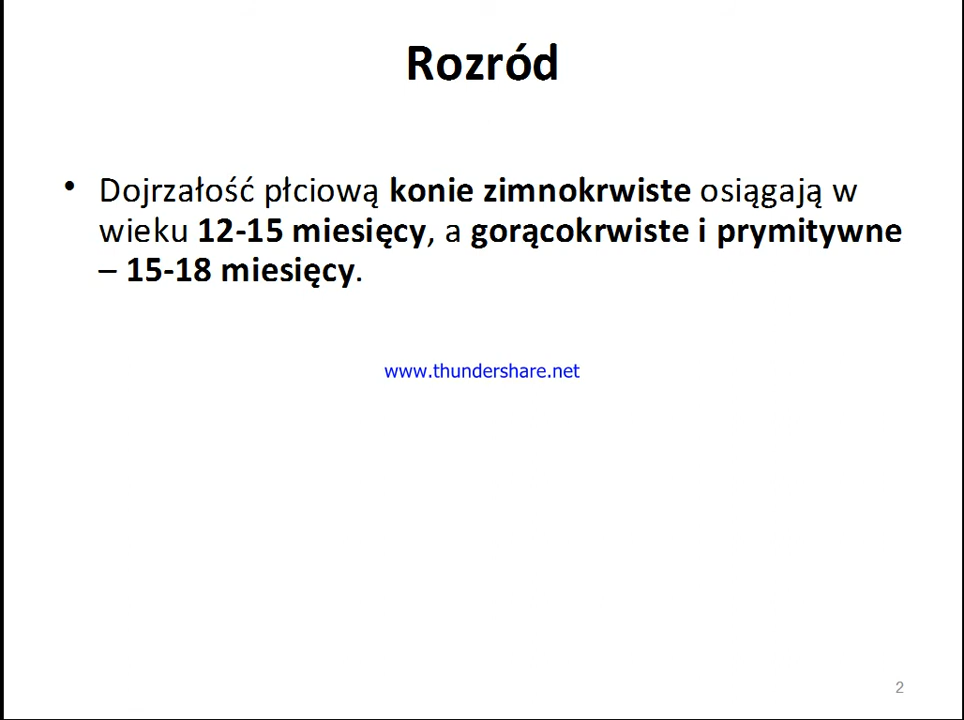 Rozród
• Dojrzałość płciową konie zimnokrwiste osiągają w
wieku 12-15 miesięcy, a gorącokrwiste i prymitywne
– 15-18 miesięcy.
www.thundershare.net
2